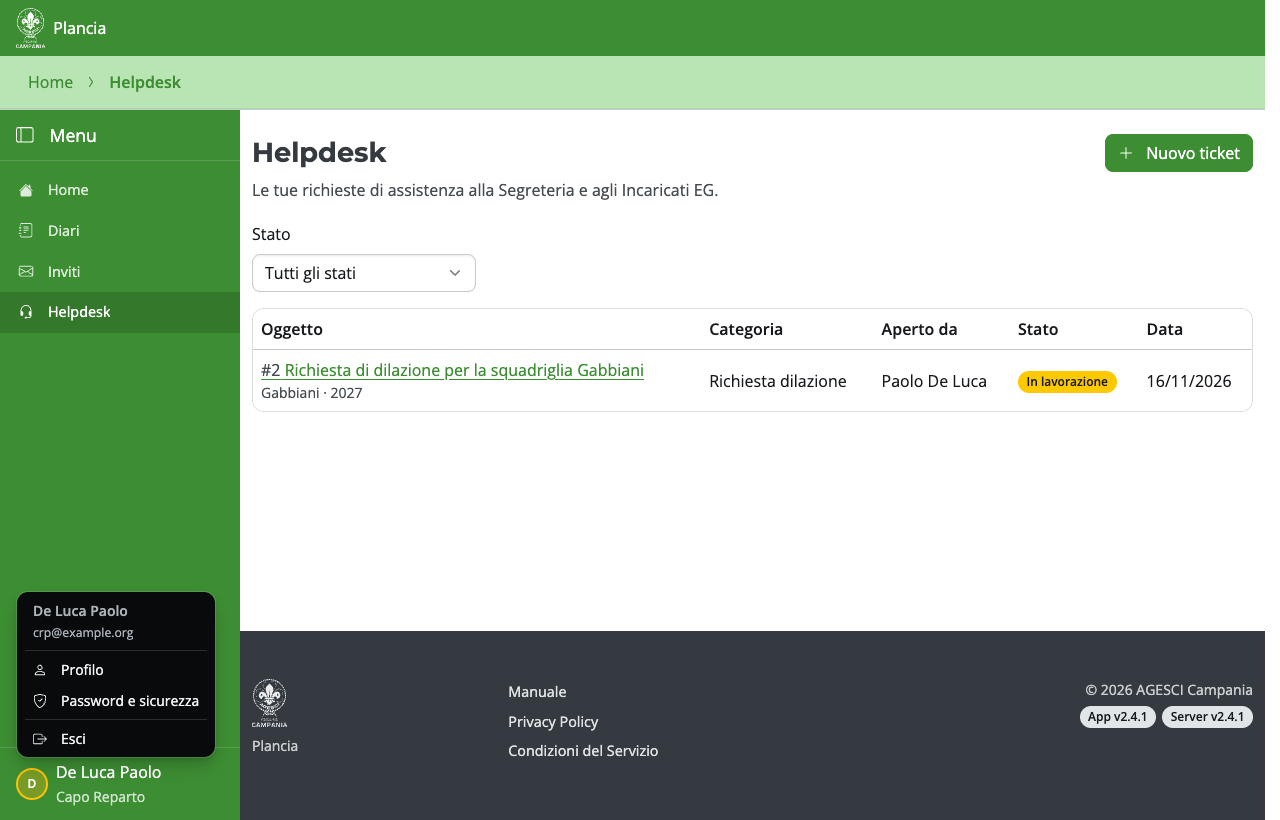 CAMPANIA
Plancia
Home
Helpdesk
Menu
Home
Diari
Inviti
Helpdesk
Helpdesk
Nuovo ticket
Le tue richieste di assistenza alla Segreteria e agli Incaricati EG.
Stato
Tutti gli stati
Oggetto Categoria Aperto da Stato Data
#2 Richiesta di dilazione per la squadriglia Gabbiani Richiesta dilazione Paolo De Luca In lavorazione 16/11/2026
Gabbiani · 2027
De Luca Paolo
crp@example.org
Profilo
Password e sicurezza
Esci
D
De Luca Paolo
Capo Reparto
CAMPANIA
Plancia
Manuale
Privacy Policy
Condizioni del Servizio
© 2026 AGESCI Campania
App v2.4.1 Server v2.4.1